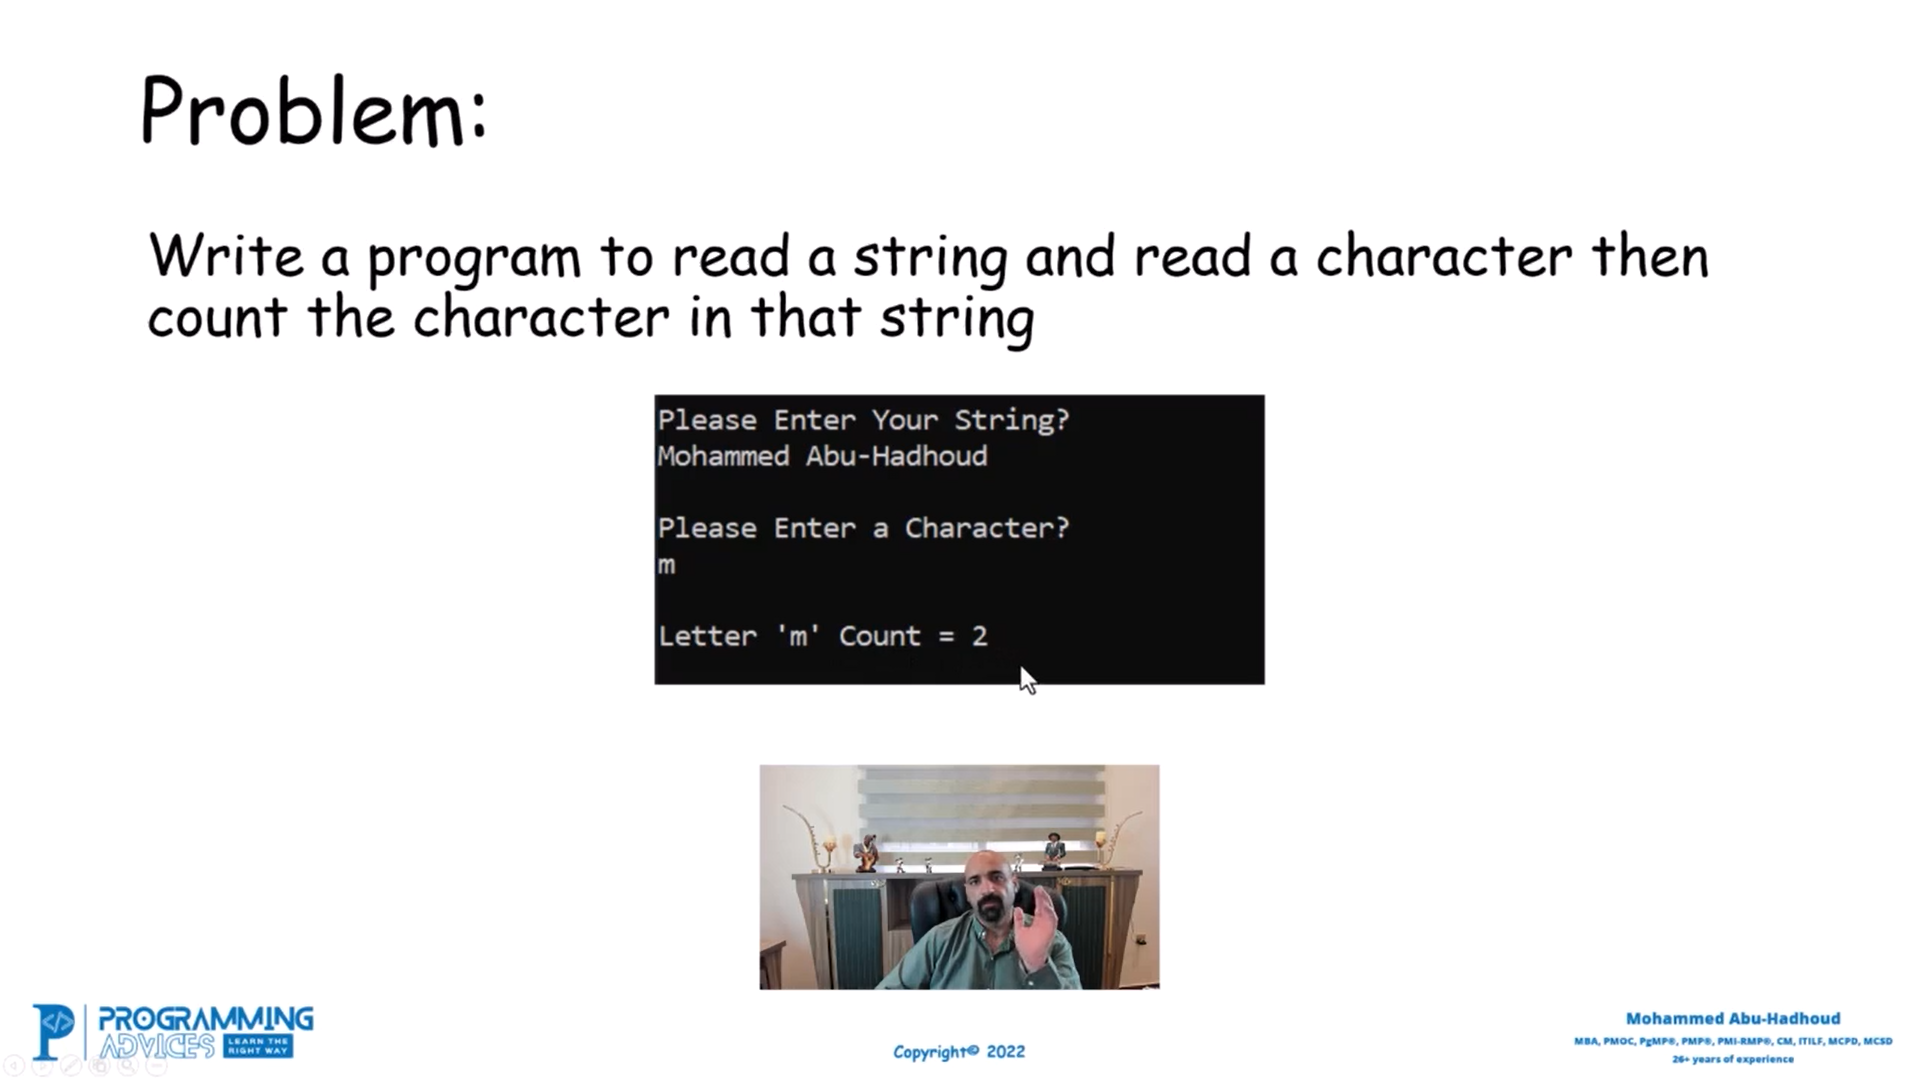 Problem:
Write a program to read a string and read a character then
count the character in that string
Please Enter Your String?
Mohammed Abu-Hadhoud
Please Enter a Character?
m
Letter 'm' Count = 2
PROGRAMMING
ADVICES LEARN THE
RIGHT WAY
Copyright© 2022
Mohammed Abu-Hadhoud
MBA, PMOC, PgMP®, PMP®, PMI-RMP®, CM, ITILF, MCPD, MCSD
26+ years of experience